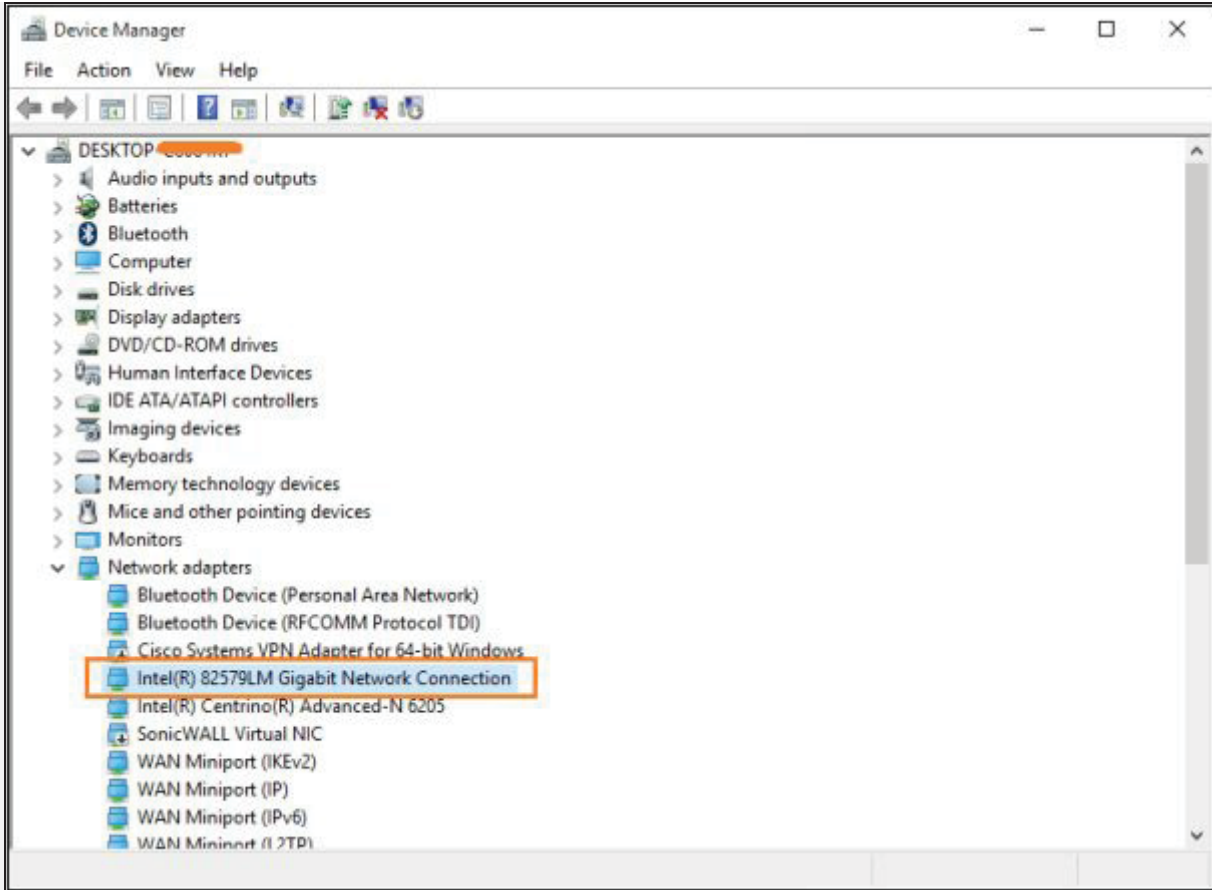 Device Manager
File Action View Help
DESKTOP
Audio inputs and outputs
Batteries
Bluetooth
Computer
Disk drives
Display adapters
DVD/CD-ROM drives
Human Interface Devices
IDE ATA/ATAPI controllers
Imaging devices
Keyboards
Memory technology devices
Mice and other pointing devices
Monitors
Network adapters
Bluetooth Device (Personal Area Network)
Bluetooth Device (RFCOMM Protocol TDI)
Cisco Systems VPN Adapter for 64-bit Windows
Intel(R) 82579LM Gigabit Network Connection
Intel(R) Centrino(R) Advanced-N 6205
SonicWALL Virtual NIC
WAN Miniport (IKEv2)
WAN Miniport (IP)
WAN Miniport (IPv6)
WAN Miniport (L2TP)